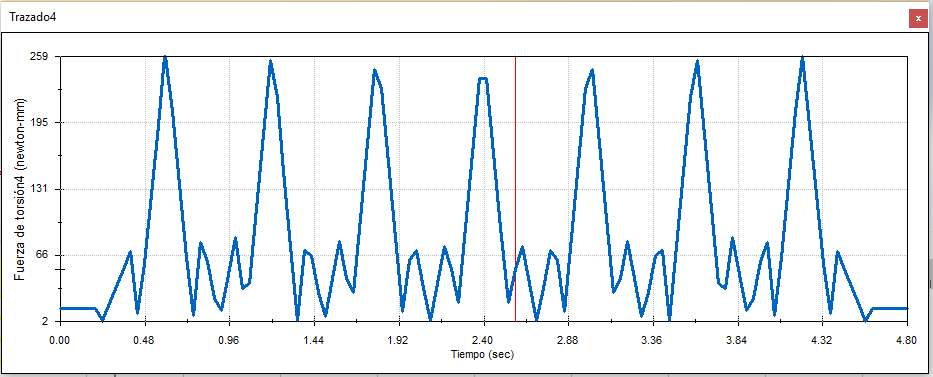 Trazado4
x
Fuerza de torsión4 (newton-mm)
259
195
131
66
2
0.00 0.48 0.96 1.44 1.92 2.40 2.88 3.36 3.84 4.32 4.80
Tiempo (sec)